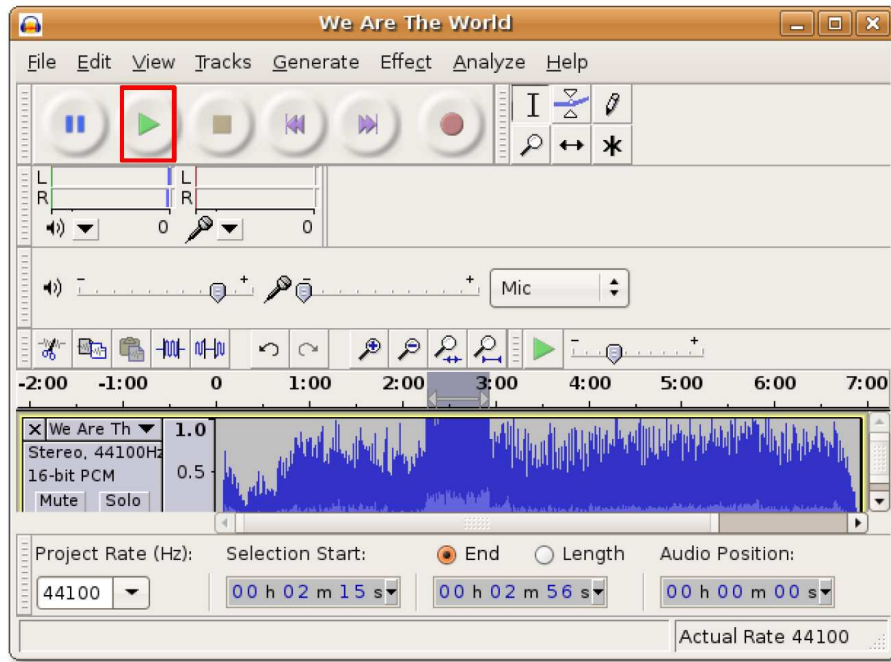 We Are The World
File Edit View Tracks Generate Effect Analyze Help
L L
R R
0 0
- + - + Mic
- +
-2:00 -1:00 0 1:00 2:00 3:00 4:00 5:00 6:00 7:00
We Are Th 1.0
Stereo, 44100Hz
16-bit PCM 0.5
Mute Solo
Project Rate (Hz): Selection Start: End Length Audio Position:
44100 00 h 02 m 15 s 00 h 02 m 56 s 00 h 00 m 00 s
Actual Rate 44100